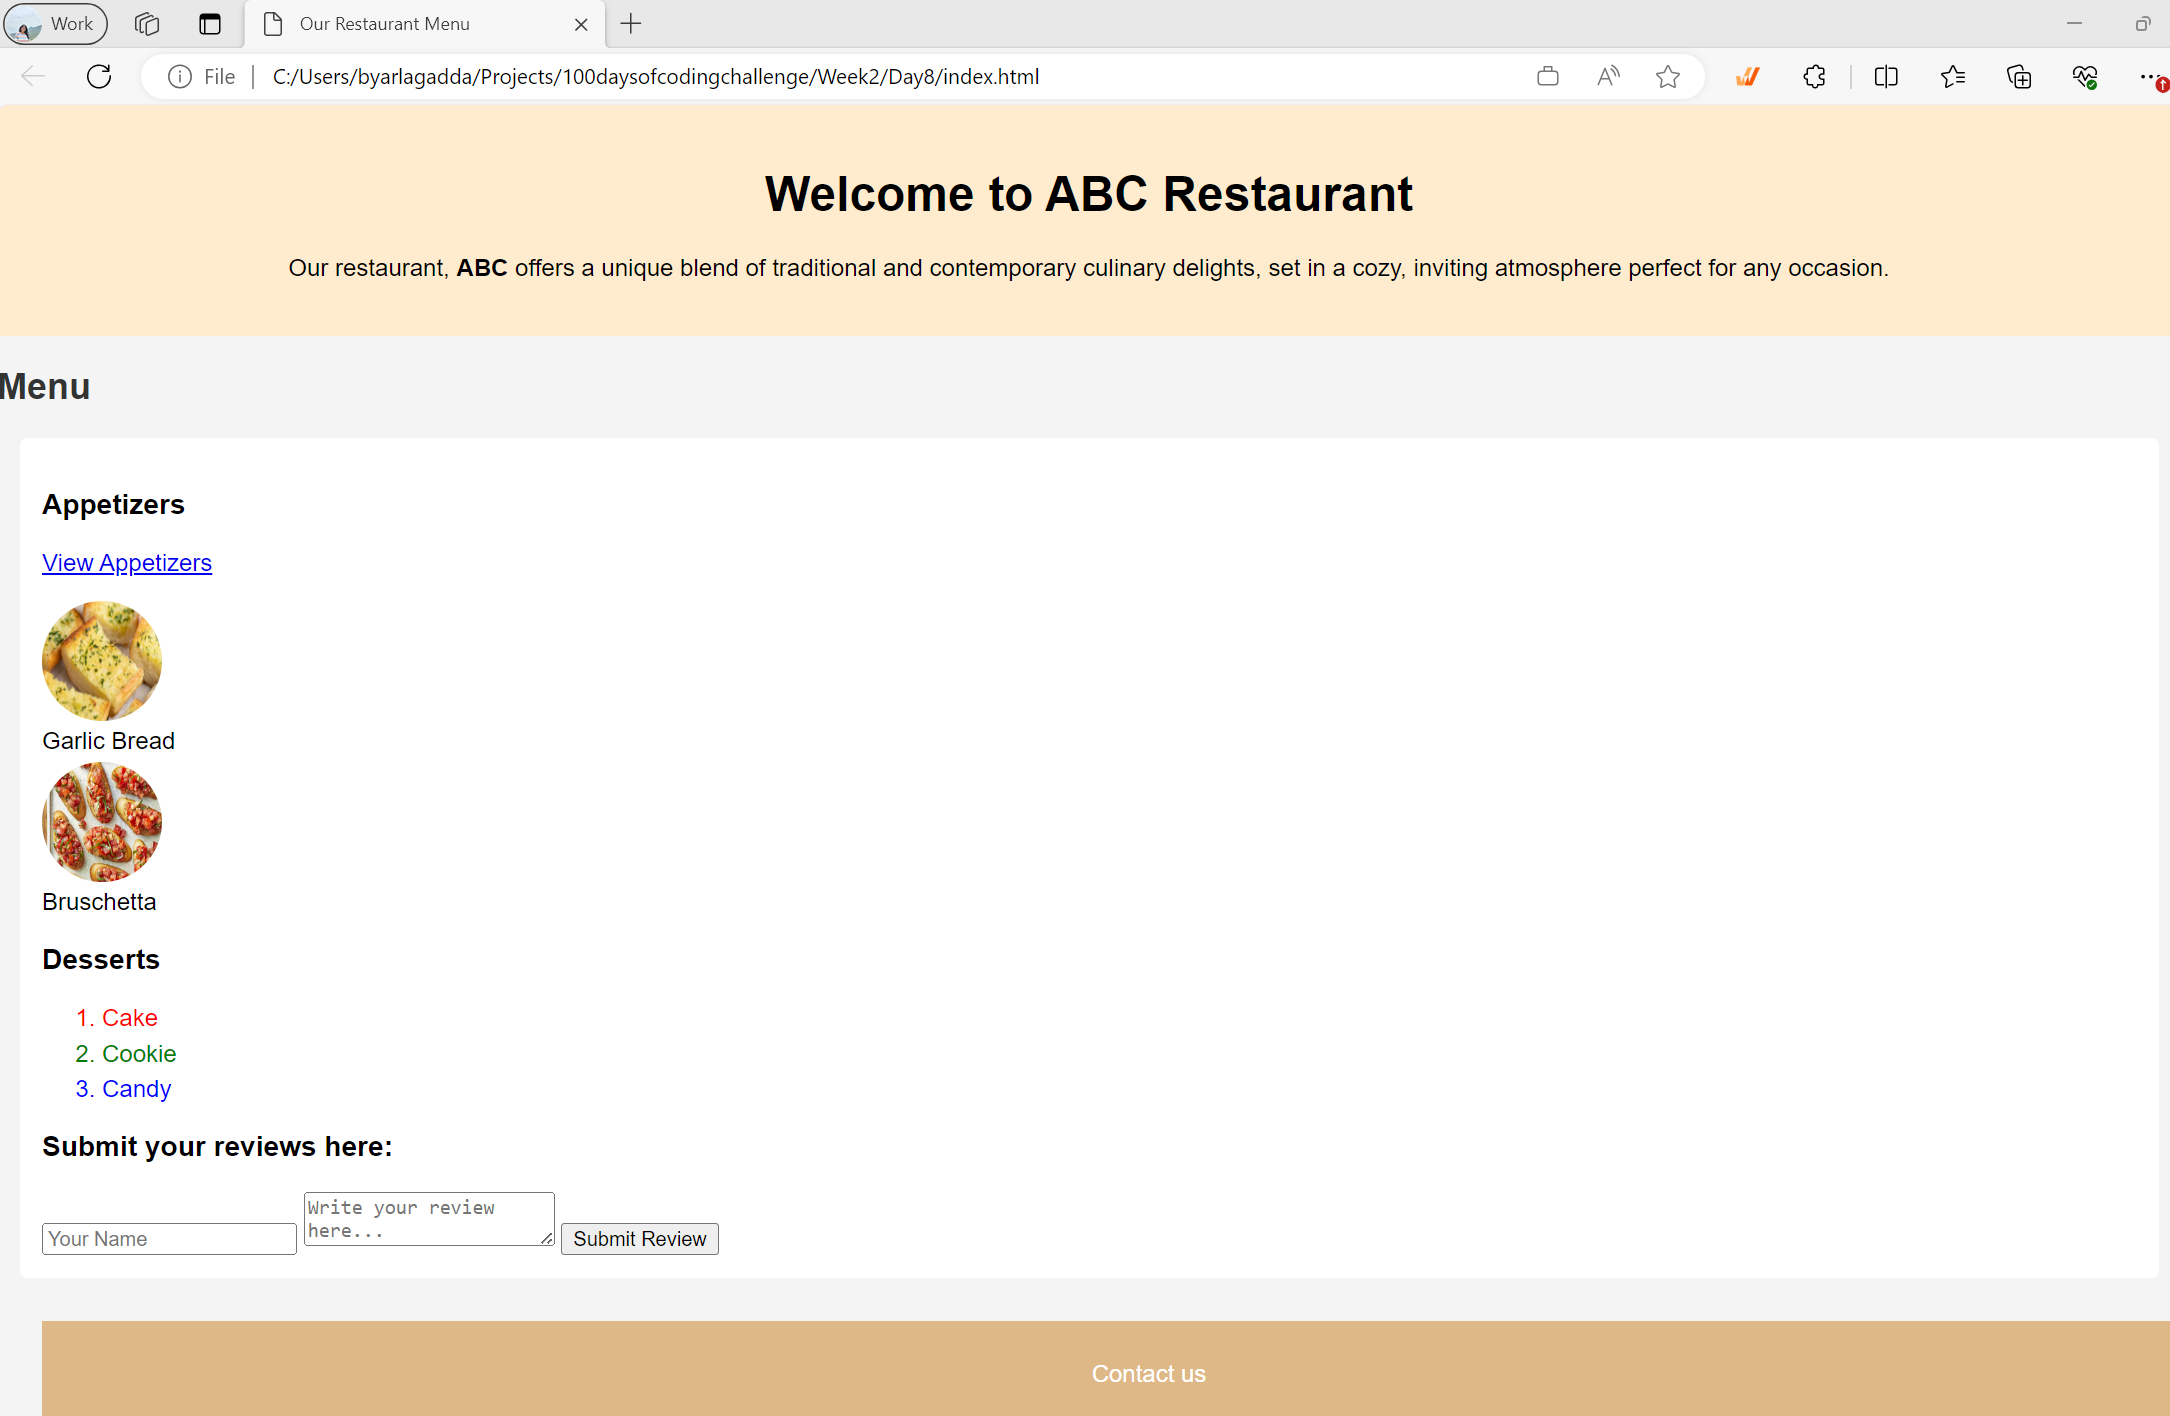 Work
Our Restaurant Menu
File
C:/Users/byarlagadda/Projects/100daysofcodingchallenge/Week2/Day8/index.html
Welcome to ABC Restaurant
Our restaurant, ABC offers a unique blend of traditional and contemporary culinary delights, set in a cozy, inviting atmosphere perfect for any occasion.
Menu
Appetizers
View Appetizers
Garlic Bread
Bruschetta
Desserts
1. Cake
2. Cookie
3. Candy
Submit your reviews here:
Your Name
Write your review
here...
Submit Review
Contact us